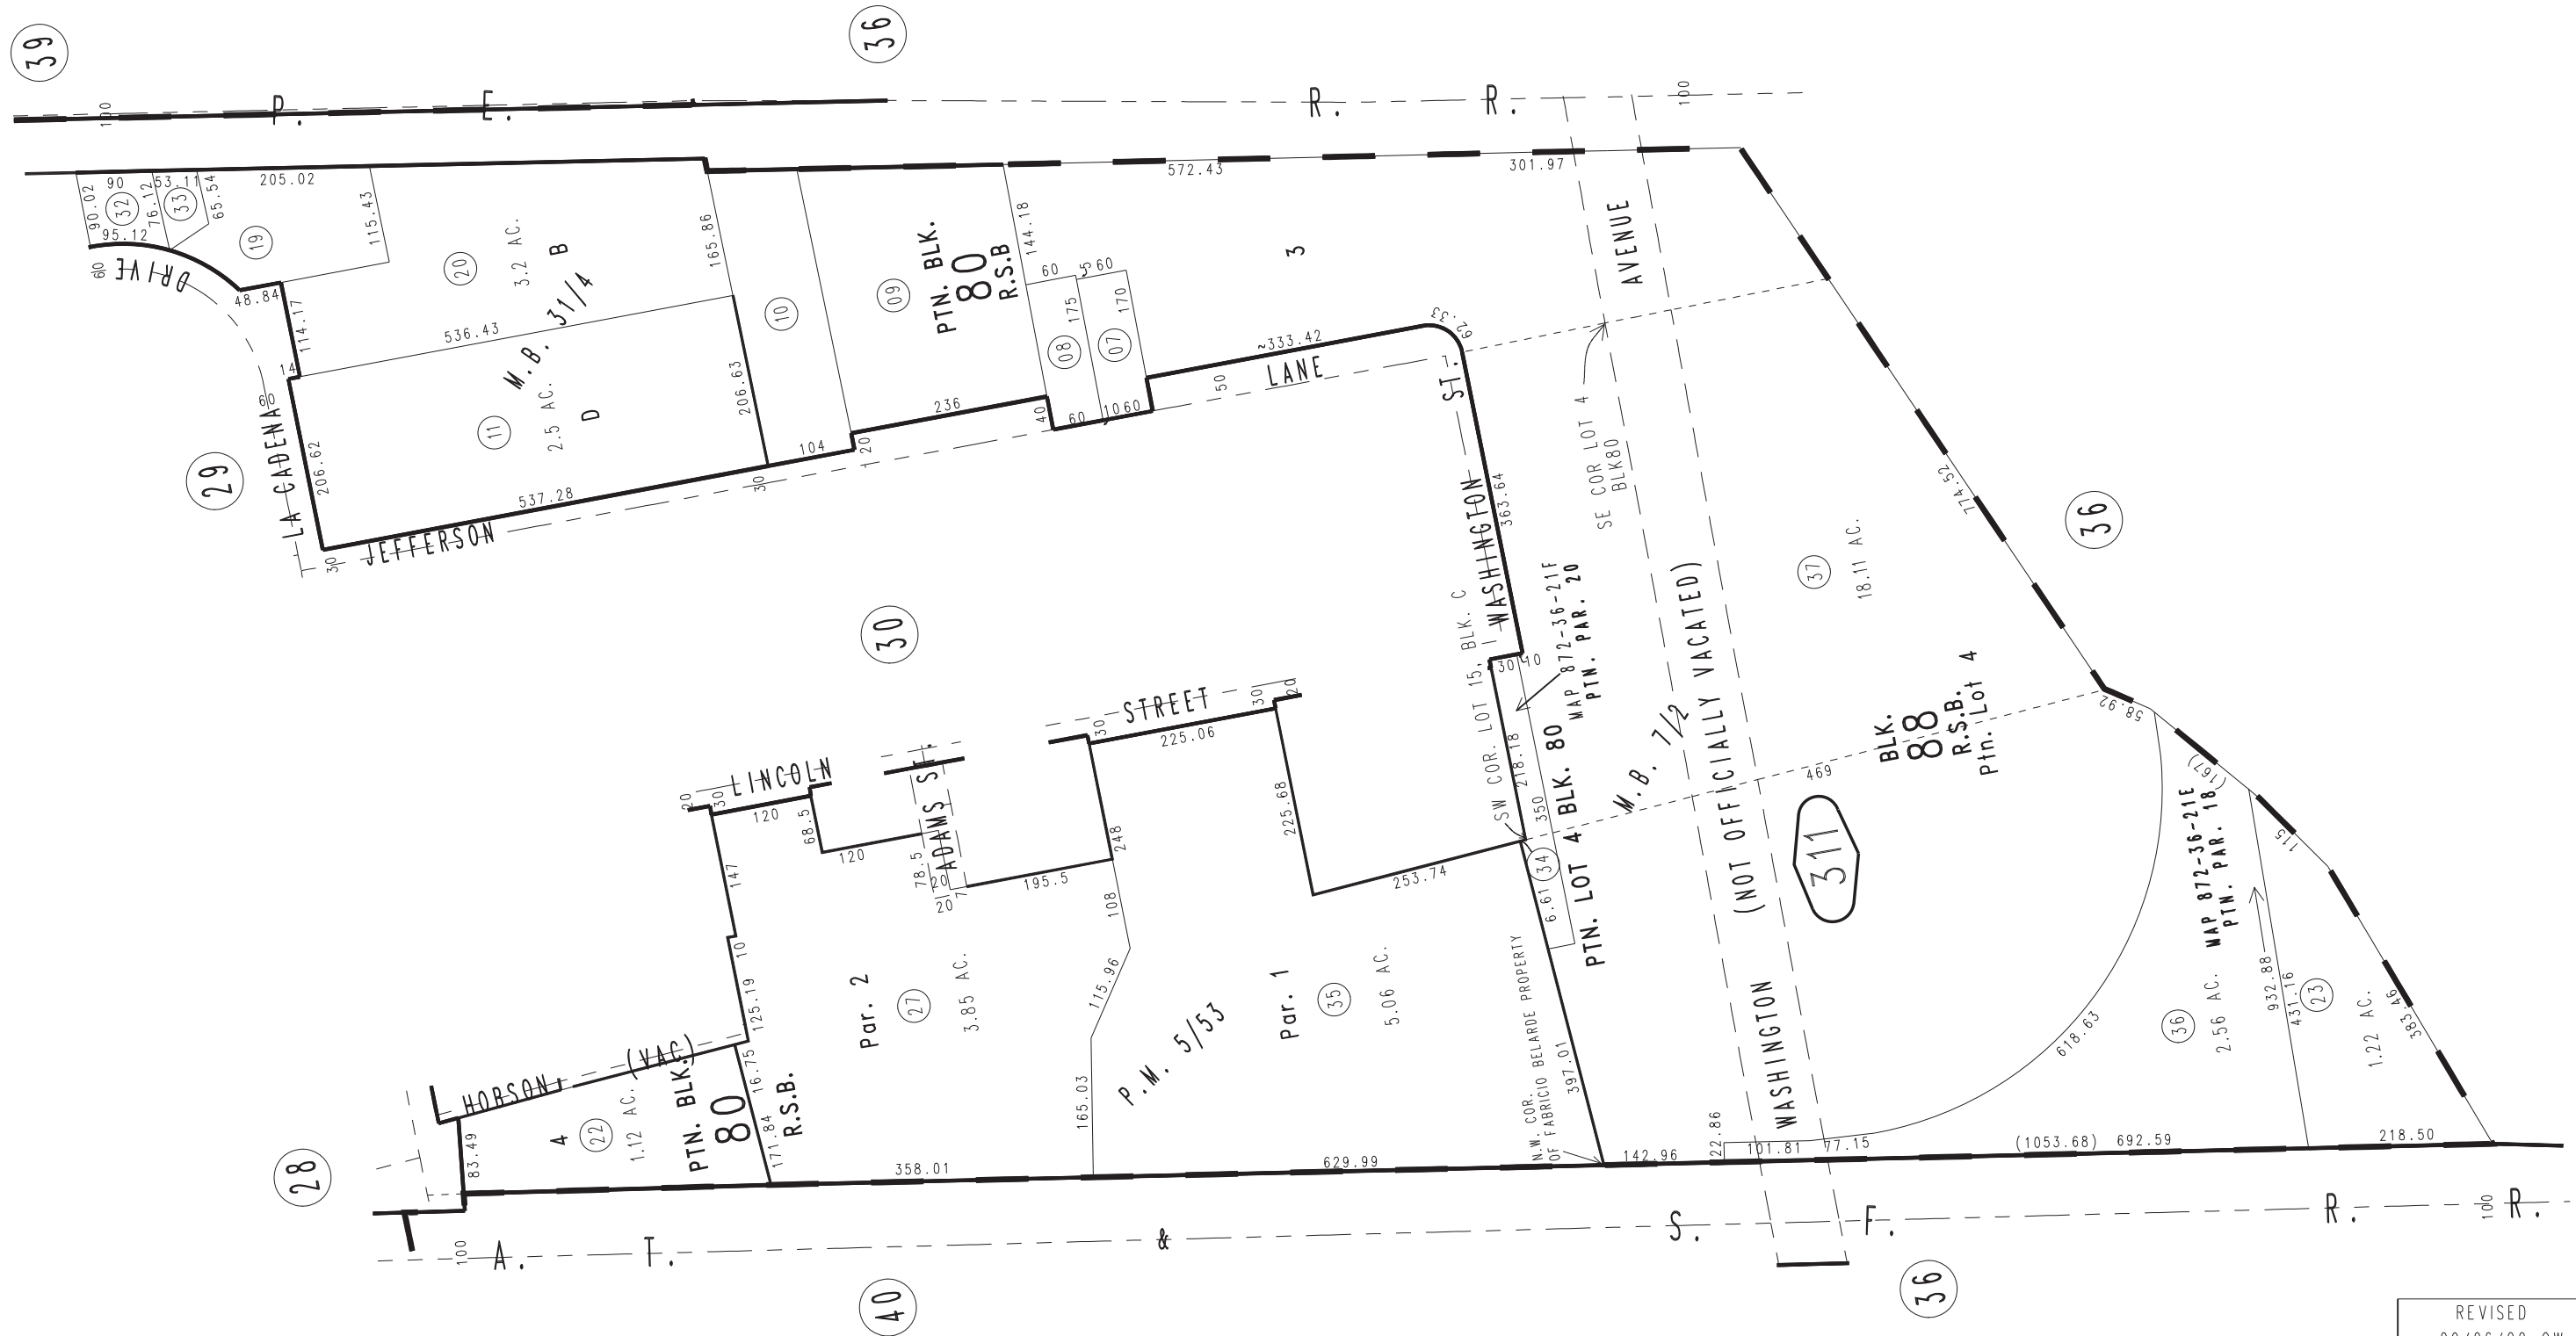 39
36
P. E. R. R.
100
100
90.02
90
32
76.12
53.11
33
65.54
205.02
19
115.43
95.12
60
DRIVE
48.84
114.17
14
20
3.2 AC.
B
M.B. 31/4
536.43
165.86
10
09
PTN. BLK.
80
R.S.B
144.18
60
5
60
08
175
07
170
572.43
301.97
3
AVENUE
60
LA CADENA
206.62
11
2.5 AC.
D
206.63
537.28
104
20
236
40
60
10
60
30
30
JEFFERSON
50
LANE
~333.42
62.33
ST.
29
WASHINGTON
363.64
SE COR LOT 4
BLK80
774.52
36
37
18.11 AC.
30
SW COR. LOT 15, BLK. C
30
10
MAP 872-36-21F
PTN. PAR. 20
218.18
350
M.B. 7/2
(NOT OFFICIALLY VACATED)
469
BLK.
88
R.S.B.
Ptn. Lot 4
58.92
(167)
115
STREET
30
225.06
30
20
225.68
253.74
34
6.61
PTN. LOT 4 BLK. 80
311
20
30
LINCOLN
120
68.5
120
78.5
ADAMS ST.
20
20
7
195.5
248
108
147
10
125.19
16.75
Par. 2
27
3.85 AC.
115.96
165.03
P.M. 5/53
Par. 1
35
5.06 AC.
397.01
N.W. COR.
OF FABRICIO BELARDE PROPERTY
WASHINGTON
618.63
MAP 872-36-21E
PTN. PAR. 18
36
2.56 AC.
932.88
431.16
23
1.22 AC.
383.46
HOBSON (VAC)
83.49
4
22
1.12 AC.
PTN. BLK.
80
R.S.B.
171.84
28
358.01
629.99
142.96
22.86
101.81
77.15
(1053.68) 692.59
218.50
100
A. T. & S. F. R. R.
100
40
36
REVISED